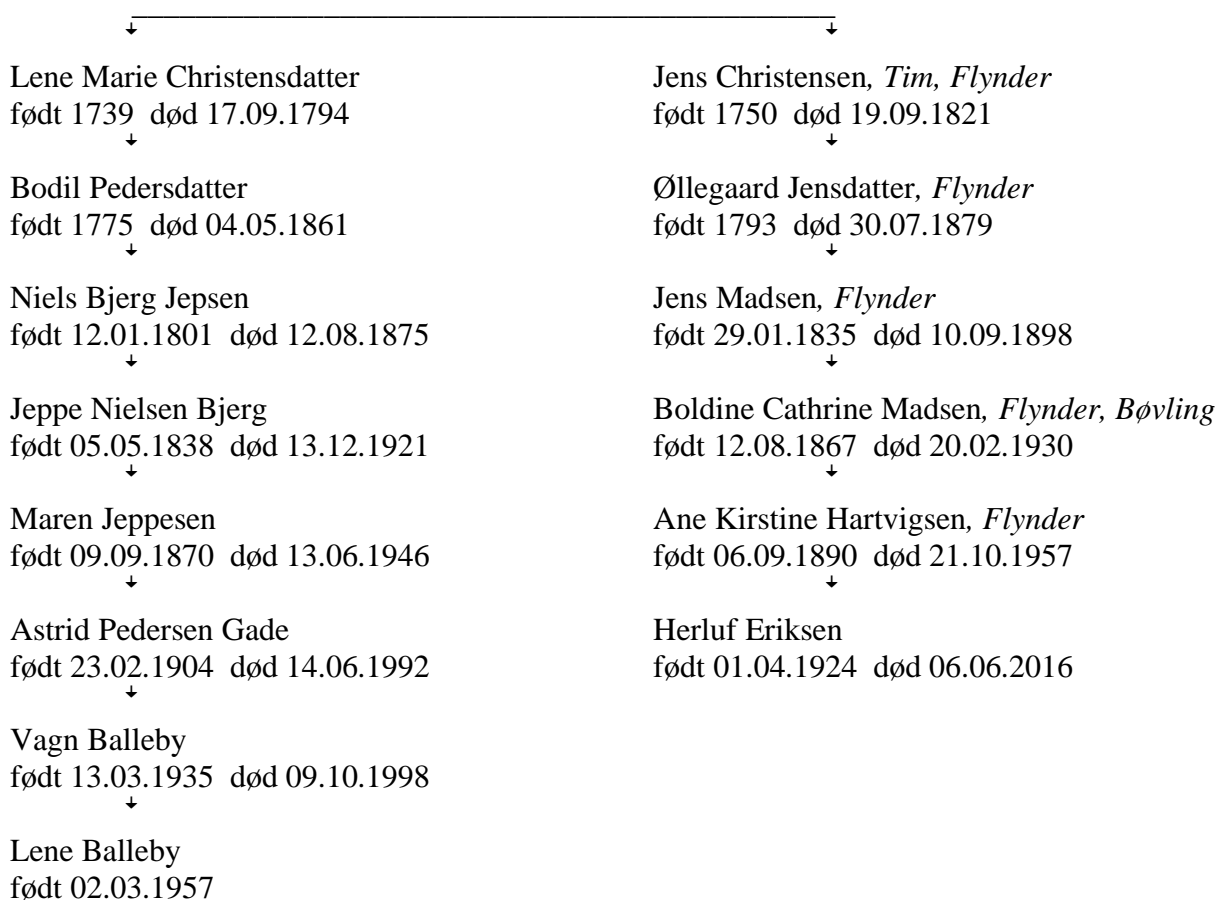 Lene Marie Christensdatter
født 1739 død 17.09.1794
Bodil Pedersdatter
født 1775 død 04.05.1861
Niels Bjerg Jepsen
født 12.01.1801 død 12.08.1875
Jeppe Nielsen Bjerg
født 05.05.1838 død 13.12.1921
Maren Jeppesen
født 09.09.1870 død 13.06.1946
Astrid Pedersen Gade
født 23.02.1904 død 14.06.1992
Vagn Balleby
født 13.03.1935 død 09.10.1998
Lene Balleby
født 02.03.1957
Jens Christensen, Tim, Flynder
født 1750 død 19.09.1821
Øllegaard Jensdatter, Flynder
født 1793 død 30.07.1879
Jens Madsen, Flynder
født 29.01.1835 død 10.09.1898
Boldine Cathrine Madsen, Flynder, Bøvling
født 12.08.1867 død 20.02.1930
Ane Kirstine Hartvigsen, Flynder
født 06.09.1890 død 21.10.1957
Herluf Eriksen
født 01.04.1924 død 06.06.2016